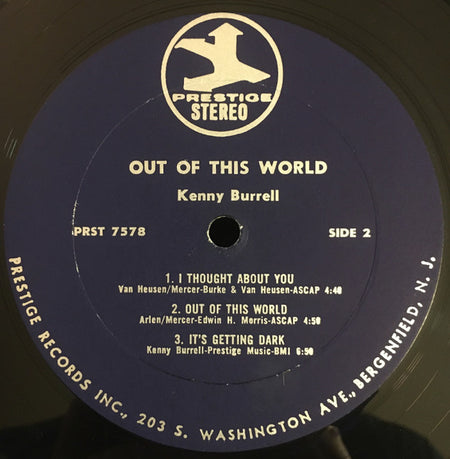 PRESTIGE
STEREO
OUT OF THIS WORLD
Kenny Burrell
PRST 7578
SIDE 2
1. I THOUGHT ABOUT YOU
Van Heusen/Mercer-Burke & Van Heusen-ASCAP 4:48
2. OUT OF THIS WORLD
Arlen/Mercer-Edwin H. Morris-ASCAP 4:50
3. IT'S GETTING DARK
Kenny Burrell-Prestige Music-BMI 6:50
PRESTIGE RECORDS INC., 203 S. WASHINGTON AVE., BERGENFIELD, N. J.